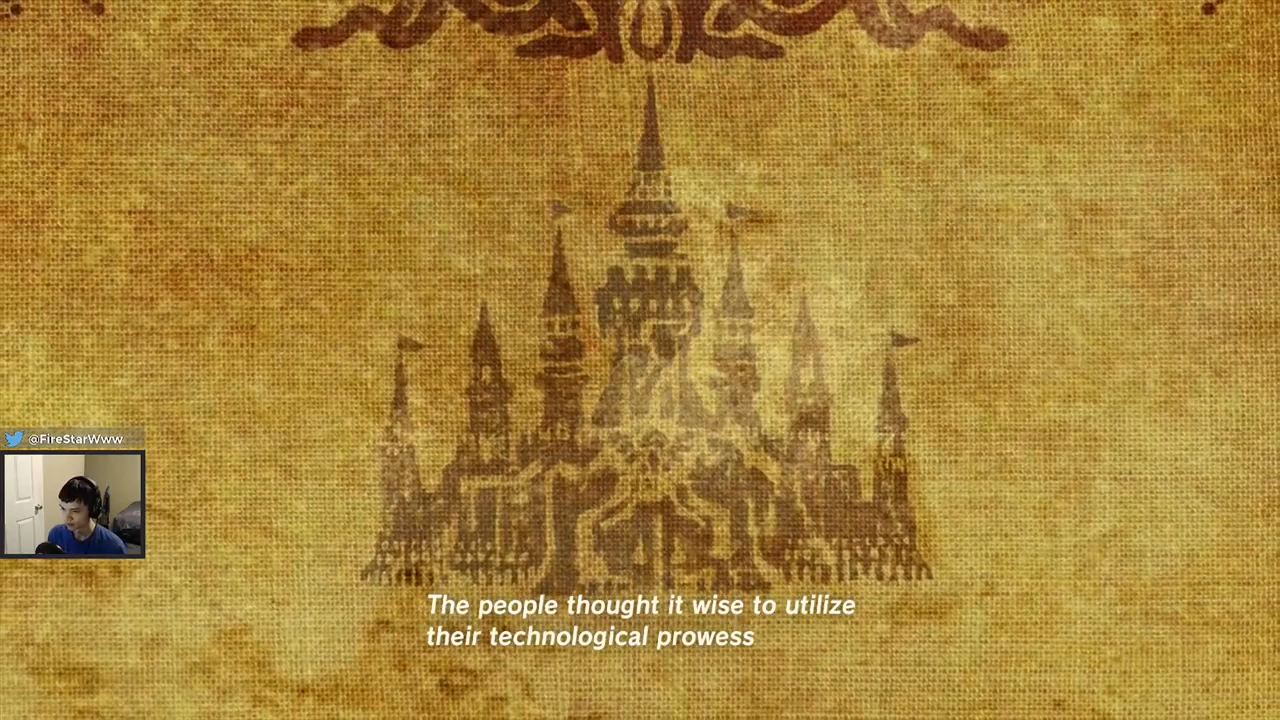 @FireStarWww
The people thought it wise to utilize
their technological prowess